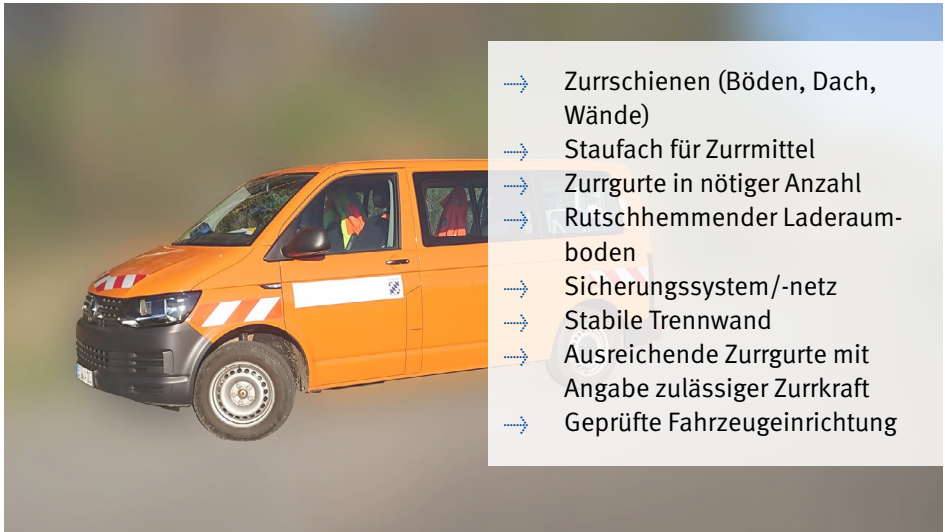 Zurrschienen (Böden, Dach,
Wände)
Staufach für Zurrmittel
Zurrgurte in nötiger Anzahl
Rutschhemmender Laderaum-
boden
Sicherungssystem/-netz
Stabile Trennwand
Ausreichende Zurrgurte mit
Angabe zulässiger Zurrkraft
Geprüfte Fahrzeugeinrichtung